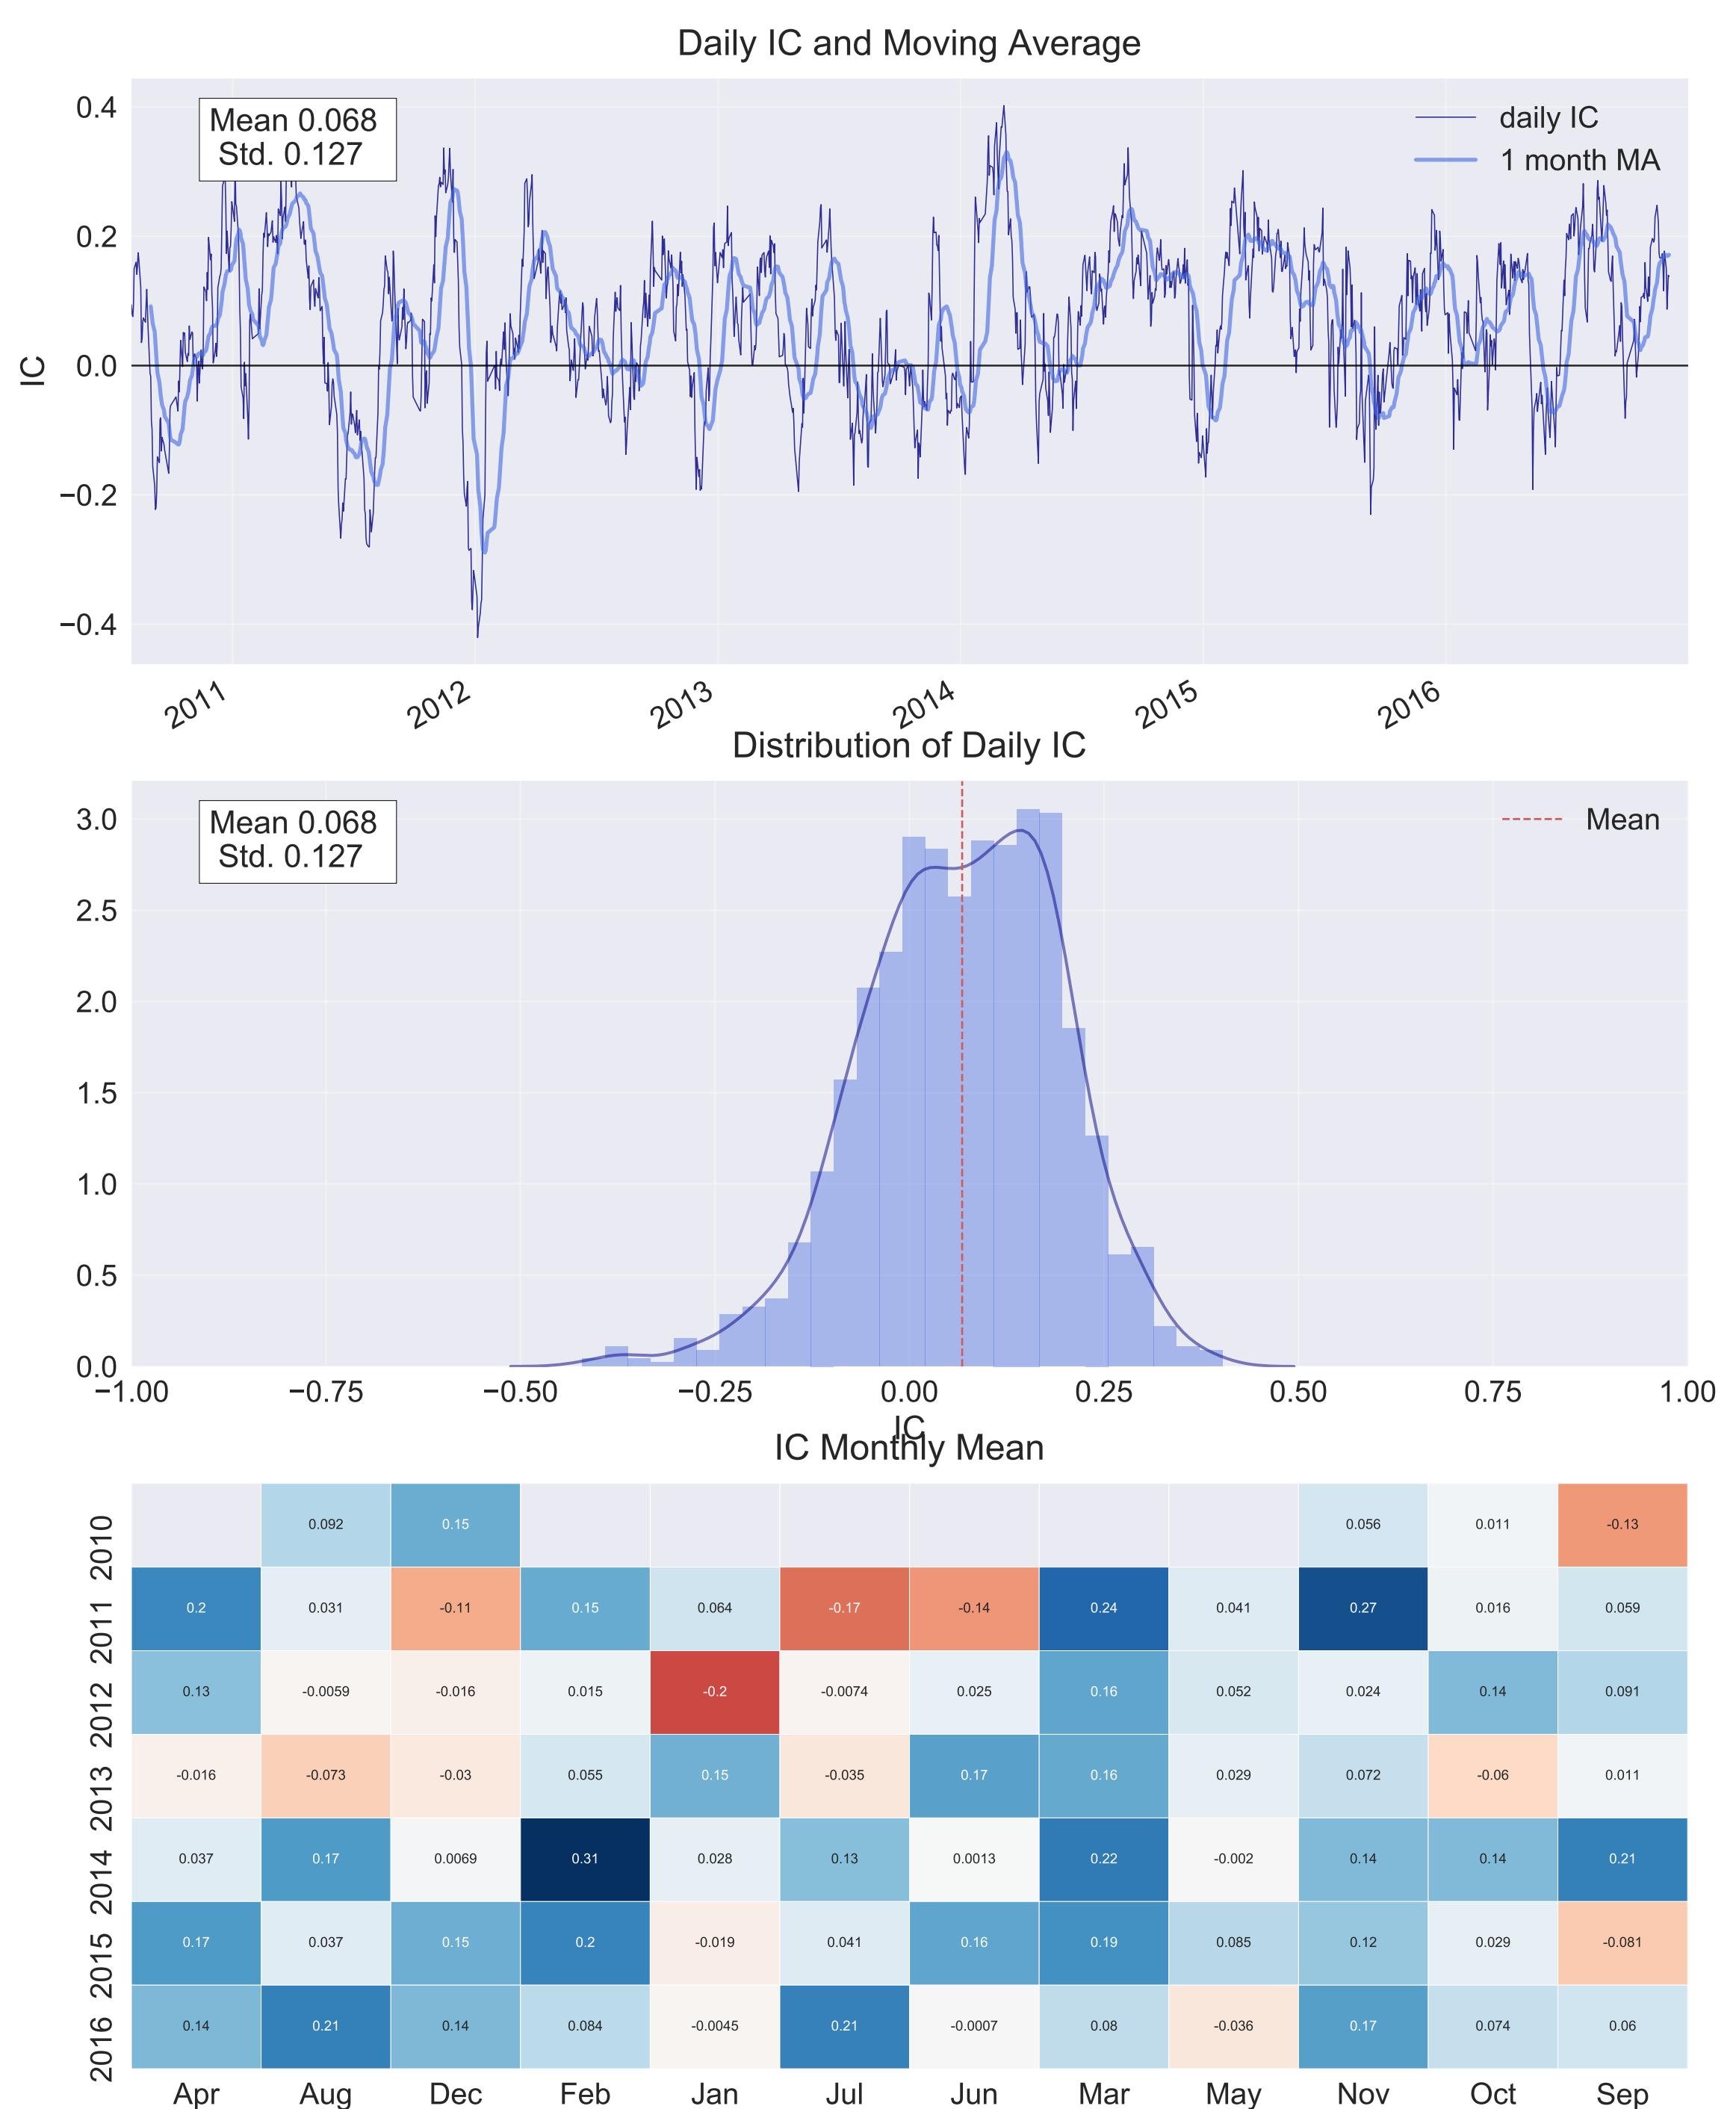 Daily IC and Moving Average
Mean 0.068
Std. 0.127
daily IC
1 month MA
0.4
0.2
0.0
−0.2
−0.4
IC
2011 2012 2013 2014 2015 2016
Distribution of Daily IC
Mean 0.068
Std. 0.127
Mean
3.0
2.5
2.0
1.5
1.0
0.5
0.0
−1.00 −0.75 −0.50 −0.25 0.00 0.25 0.50 0.75 1.00
IC
IC Monthly Mean
2010 0.092 0.15 0.056 0.011 -0.13
2011 0.2 0.031 -0.11 0.15 0.064 -0.17 -0.14 0.24 0.041 0.27 0.016 0.059
2012 0.13 -0.0059 -0.016 0.015 -0.2 -0.0074 0.025 0.16 0.052 0.024 0.14 0.091
2013 -0.016 -0.073 -0.03 0.055 0.15 -0.035 0.17 0.16 0.029 0.072 -0.06 0.011
2014 0.037 0.17 0.0069 0.31 0.028 0.13 0.0013 0.22 -0.002 0.14 0.14 0.21
2015 0.17 0.037 0.15 0.2 -0.019 0.041 0.16 0.19 0.085 0.12 0.029 -0.081
2016 0.14 0.21 0.14 0.084 -0.0045 0.21 -0.0007 0.08 -0.036 0.17 0.074 0.06
Apr Aug Dec Feb Jan Jul Jun Mar May Nov Oct Sep